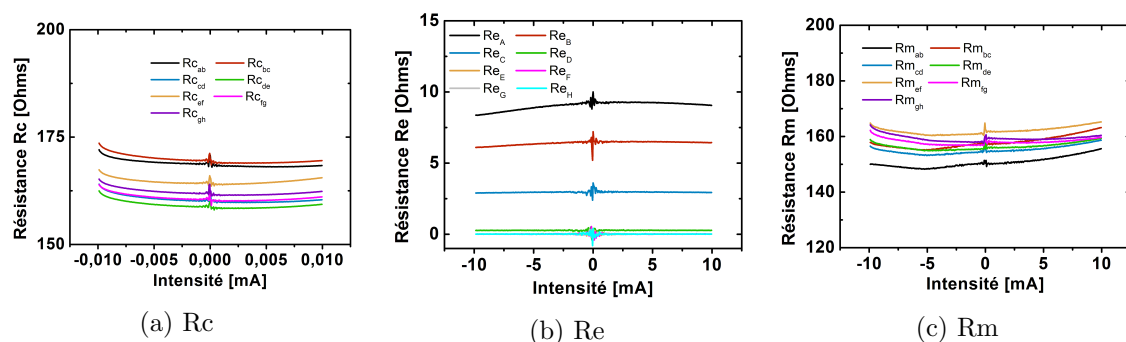 200
175
150
-0,010 -0,005 0,000 0,005 0,010
Résistance Rc [Ohms]
Intensité [mA]
Rc_ab Rc_bc
Rc_cd Rc_de
Rc_ef Rc_fg
Rc_gh
(a) Rc
15
10
5
0
-10 -5 0 5 10
Résistance Re [Ohms]
Intensité [mA]
Re_A Re_B
Re_C Re_D
Re_E Re_F
Re_G Re_H
(b) Re
200
180
160
140
120
-10 -5 0 5 10
Résistance Rm [Ohms]
Intensité [mA]
Rm_ab Rm_bc
Rm_cd Rm_de
Rm_ef Rm_fg
Rm_gh
(c) Rm